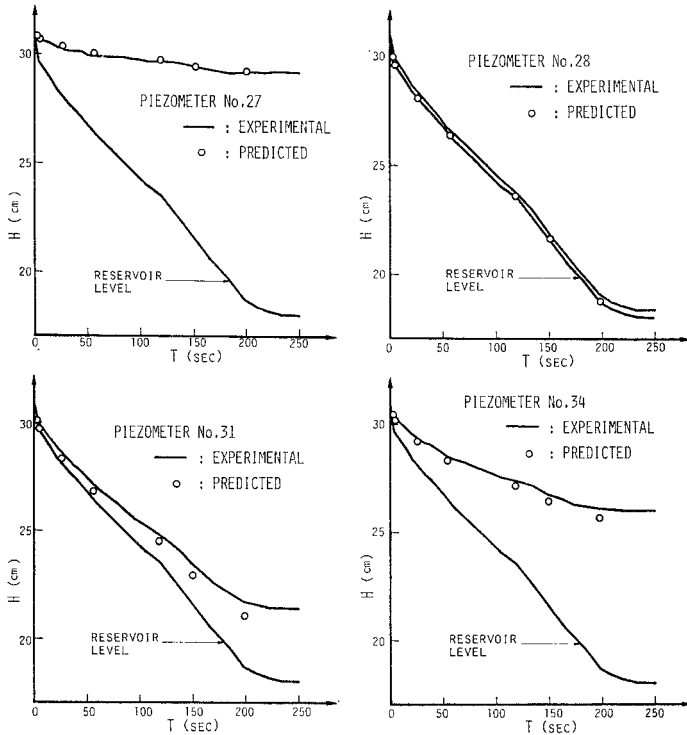 PIEZOMETER No.27
— : EXPERIMENTAL
○ : PREDICTED
RESERVOIR
LEVEL
H (cm)
30
25
20
0 50 100 150 200 250
T (SEC)
PIEZOMETER No.28
— : EXPERIMENTAL
○ : PREDICTED
RESERVOIR
LEVEL
H (cm)
30
25
20
0 50 100 150 200 250
T (SEC)
PIEZOMETER No.31
— : EXPERIMENTAL
○ : PREDICTED
RESERVOIR
LEVEL
H (cm)
30
25
20
0 50 100 150 200 250
T (SEC)
PIEZOMETER No.34
— : EXPERIMENTAL
○ : PREDICTED
RESERVOIR
LEVEL
H (cm)
30
25
20
0 50 100 150 200 250
T (SEC)